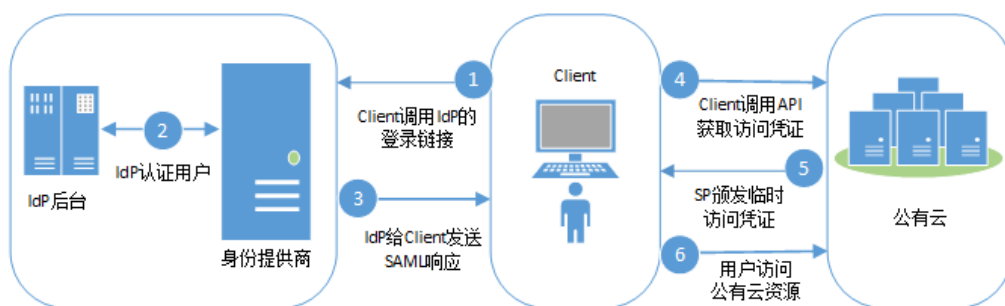 1
Client调用IdP的
登录链接
2
IdP认证用户
IdP后台
身份提供商
3
IdP给Client发送
SAML响应
Client
4
Client调用API
获取访问凭证
5
SP颁发临时
访问凭证
6
用户访问
公有云资源
公有云